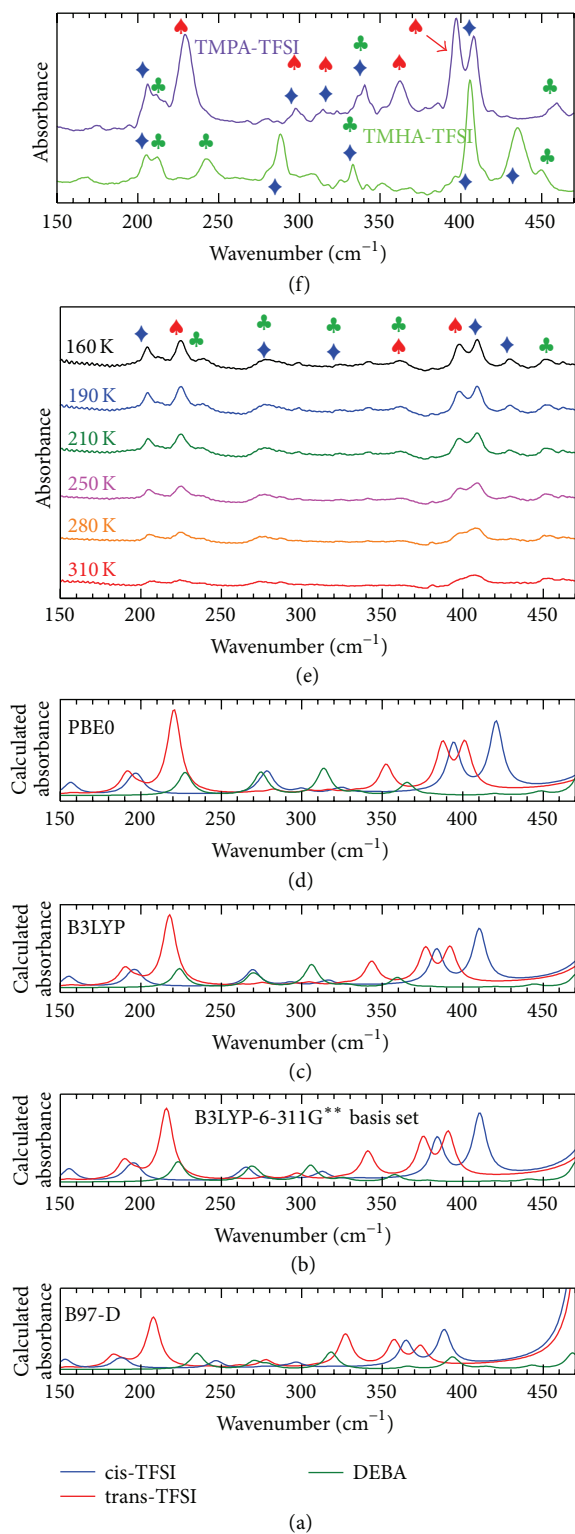 TMPA-TFSI
TMHA-TFSI
Absorbance
150 200 250 300 350 400 450
Wavenumber (cm−1)
(f)
160 K
190 K
210 K
250 K
280 K
310 K
Absorbance
150 200 250 300 350 400 450
Wavenumber (cm−1)
(e)
PBE0
Calculated
absorbance
150 200 250 300 350 400 450
Wavenumber (cm−1)
(d)
B3LYP
Calculated
absorbance
150 200 250 300 350 400 450
Wavenumber (cm−1)
(c)
B3LYP-6-311G** basis set
Calculated
absorbance
150 200 250 300 350 400 450
Wavenumber (cm−1)
(b)
B97-D
Calculated
absorbance
150 200 250 300 350 400 450
Wavenumber (cm−1)
cis-TFSI DEBA
trans-TFSI
(a)